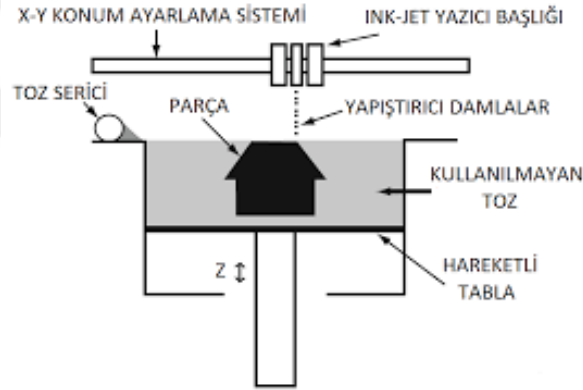 X-Y KONUM AYARLAMA SİSTEMİ
INK-JET YAZICI BAŞLIĞI
TOZ SERİCİ
PARÇA
YAPIŞTIRICI DAMLALAR
KULLANILMAYAN
TOZ
Z
HAREKETLİ
TABLA